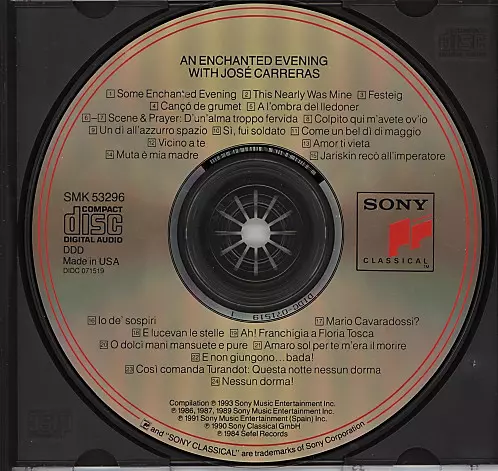 AN ENCHANTED EVENING
WITH JOSÉ CARRERAS
1 Some Enchanted Evening 2 This Nearly Was Mine 3 Festeig
4 Cançó de grumet 5 A l'ombra del lledoner
6-7 Scene & Prayer: D'un'alma troppo fervida 8 Colpito qui m'avete ov'io
9 Un dì all'azzurro spazio 10 Sì, fui soldato 11 Come un bel dì di maggio
12 Vicino a te 13 Amor ti vieta
14 Muta è mia madre 15 Jariskin recò all'imperatore
SMK 53296
COMPACT
disc
DIGITAL AUDIO
DDD
Made in USA
DIDC 071519
SONY
CLASSICAL™
16 Io de' sospiri 17 Mario Cavaradossi?
18 E lucevan le stelle 19 Ah! Franchigia a Floria Tosca
20 O dolci mani mansuete e pure 21 Amaro sol per te m'era il morire
22 E non giungono...bada!
23 Così comanda Turandot: Questa notte nessun dorma
24 Nessun dorma!
Compilation ℗ 1993 Sony Music Entertainment Inc.
℗ 1986, 1987, 1989 Sony Music Entertainment Inc.
℗ 1991 Sony Music Entertainment (Spain) S.A.
℗ 1990 Sony Classical GmbH
℗ 1984 Sefel Records
and "SONY CLASSICAL" are trademarks of Sony Corporation